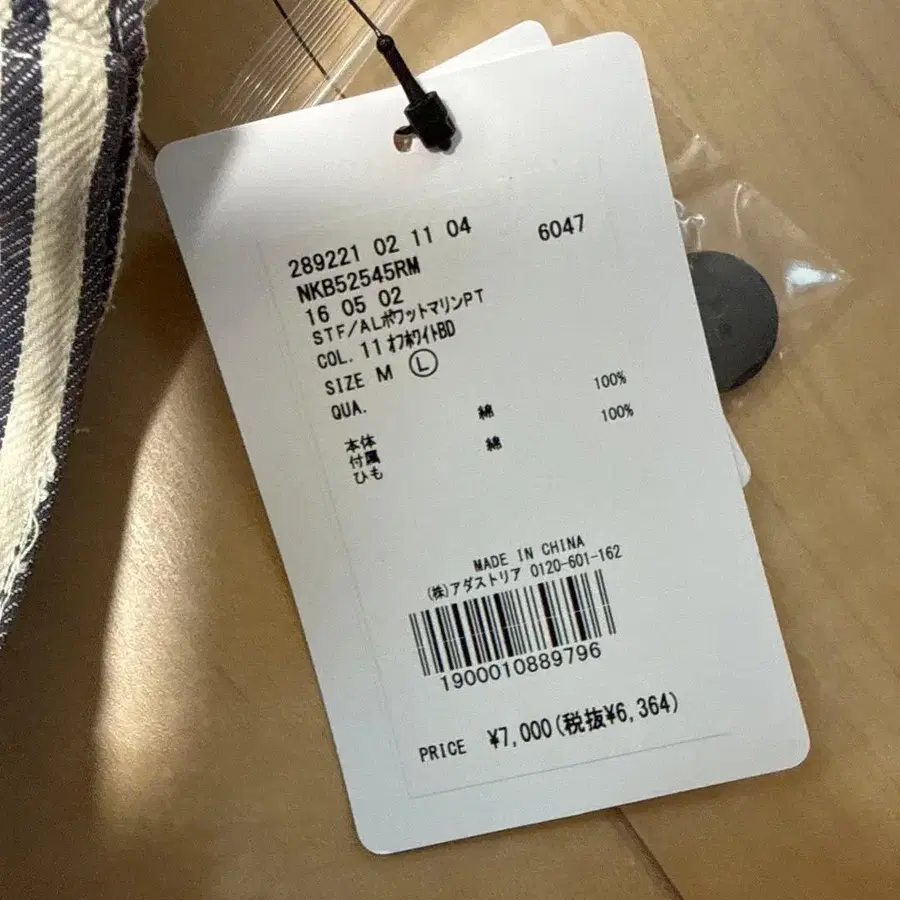 289221 02 11 04 6047
NKB52545RM
16 05 02
STF/ALポワットマリンPT
COL. 11 ｵﾌﾎﾜｲﾄBD
SIZE M Ⓛ
QUA.
綿 100%
本体
綿 100%
付属
ひも
MADE IN CHINA
(株)アダストリア 0120-601-162
1900010889796
PRICE ¥7,000(税抜¥6,364)